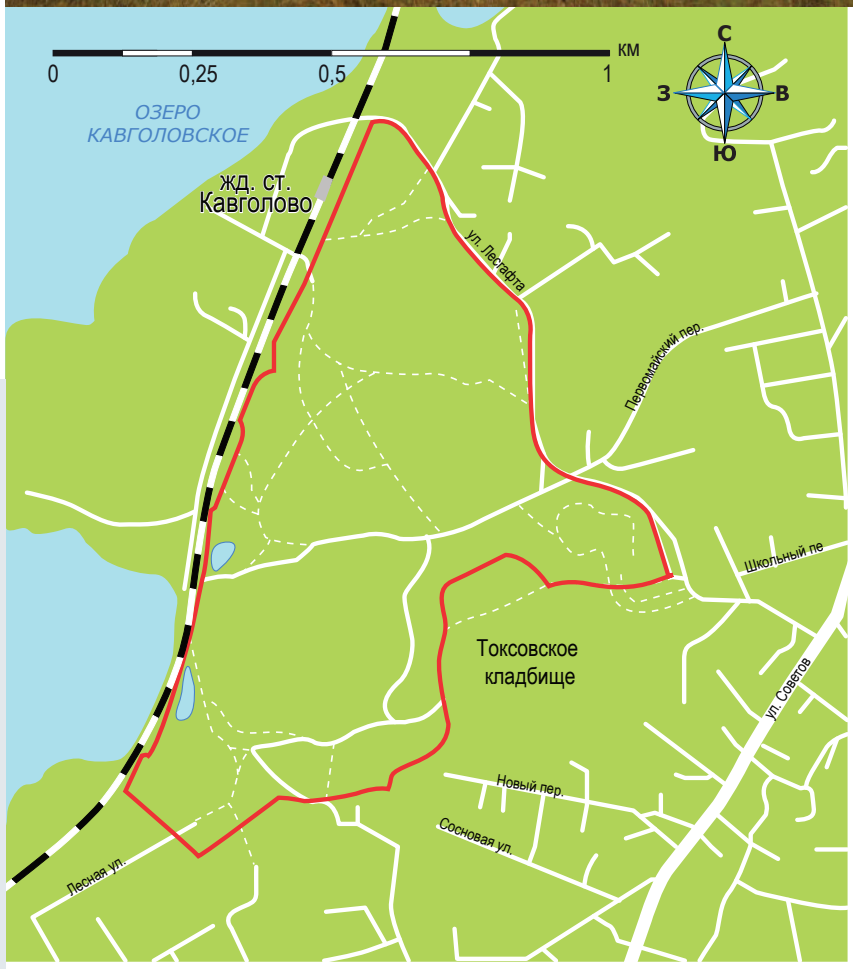 км
0
0,25
0,5
1
С
З
В
Ю
ОЗЕРО
КАВГОЛОВСКОЕ
жд. ст.
Кавголово
ул. Лесгафта
Первомайский пер.
Школьный пе
Токсовское
кладбище
ул. Советов
Новый пер.
Сосновая ул.
Лесная ул.